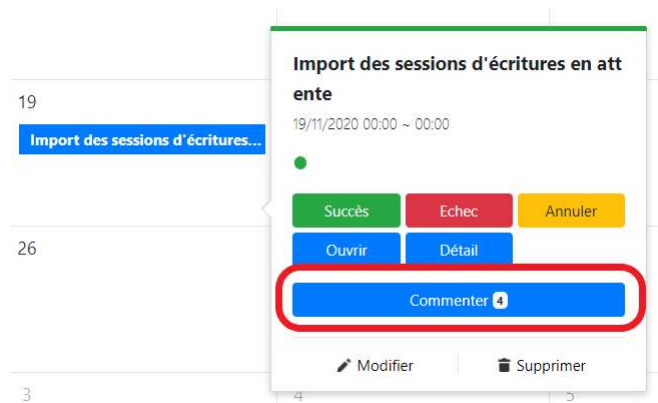 Import des sessions d'écritures en att
ente
19/11/2020 00:00 ~ 00:00
19
Import des sessions d'écritures...
Succès Echec Annuler
Ouvrir Détail
26
Commenter 4
Modifier Supprimer
3 4 5